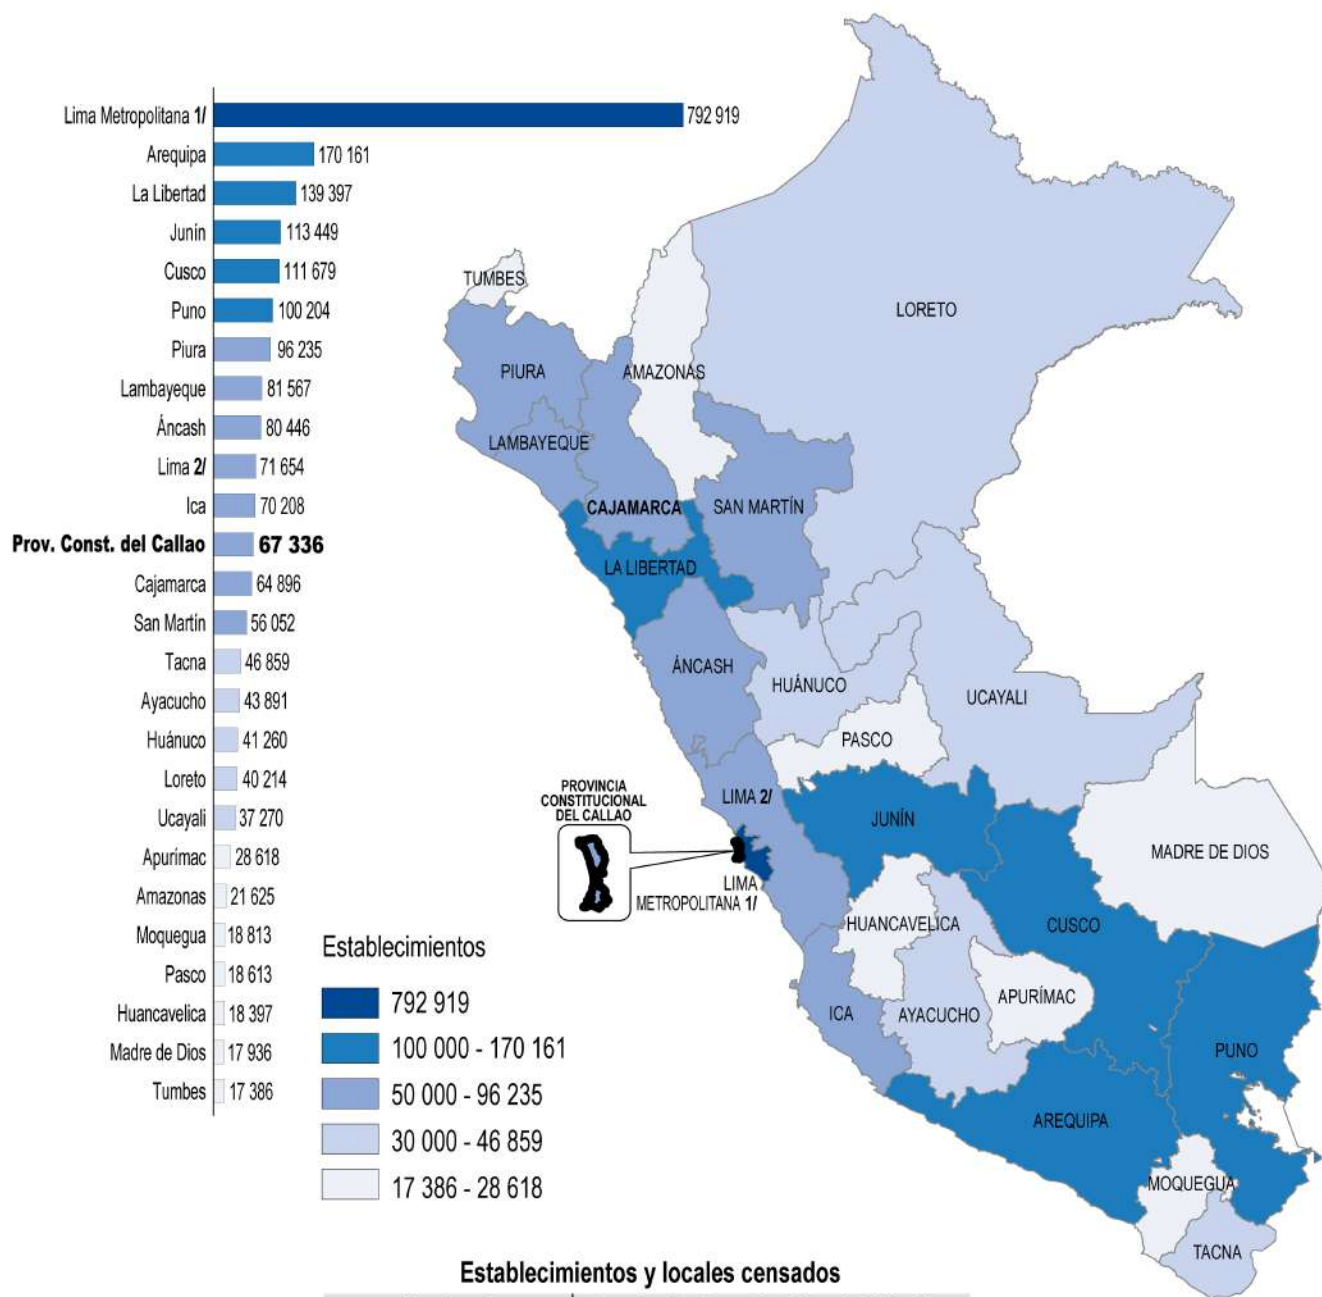 Lima Metropolitana 1/ 792 919
Arequipa 170 161
La Libertad 139 397
Junín 113 449
Cusco 111 679
Puno 100 204
Piura 96 235
Lambayeque 81 567
Áncash 80 446
Lima 2/ 71 654
Ica 70 208
Prov. Const. del Callao 67 336
Cajamarca 64 896
San Martín 56 052
Tacna 46 859
Ayacucho 43 891
Huánuco 41 260
Loreto 40 214
Ucayali 37 270
Apurímac 28 618
Amazonas 21 625
Moquegua 18 813
Pasco 18 613
Huancavelica 18 397
Madre de Dios 17 936
Tumbes 17 386
Establecimientos
792 919
100 000 - 170 161
50 000 - 96 235
30 000 - 46 859
17 386 - 28 618
TUMBES
LORETO
PIURA
AMAZONAS
LAMBAYEQUE
CAJAMARCA
SAN MARTÍN
LA LIBERTAD
ÁNCASH
HUÁNUCO
UCAYALI
PASCO
PROVINCIA
CONSTITUCIONAL
DEL CALLAO
LIMA 2/
JUNÍN
MADRE DE DIOS
LIMA
METROPOLITANA 1/
HUANCAVELICA
CUSCO
ICA
AYACUCHO
APURÍMAC
PUNO
AREQUIPA
MOQUEGUA
TACNA
Establecimientos y locales censados